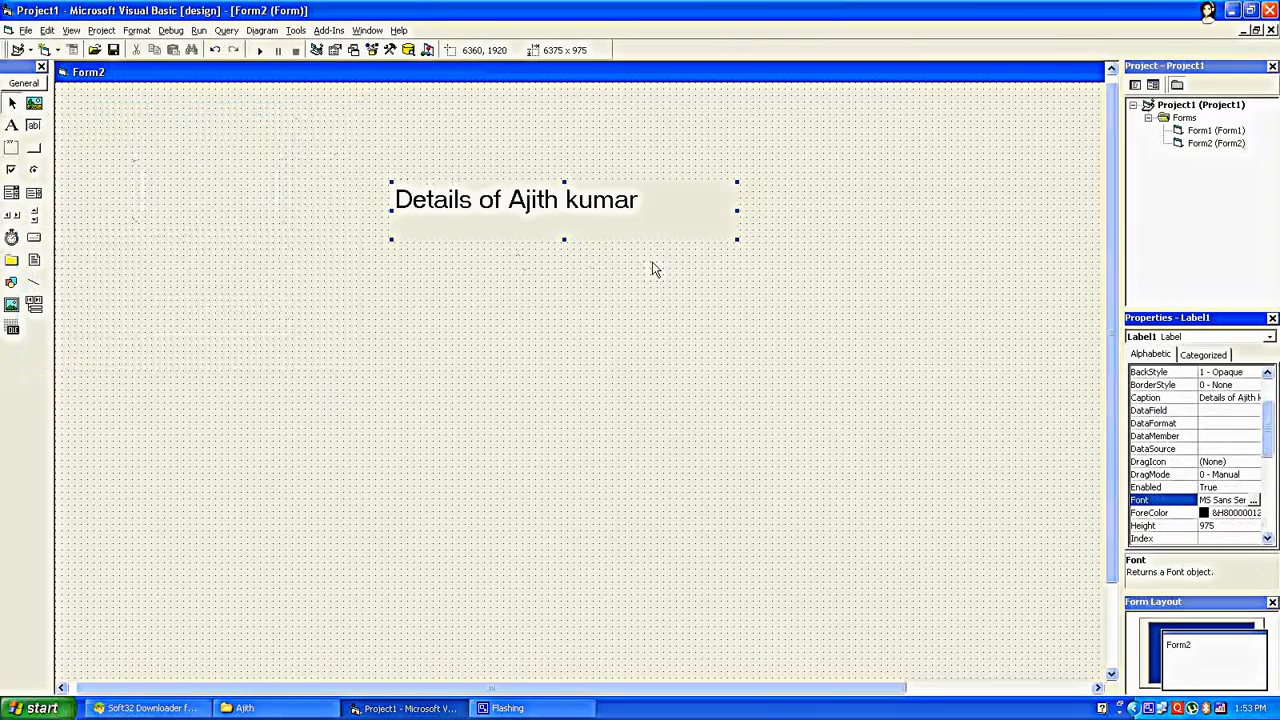 Project1 - Microsoft Visual Basic [design] - [Form2 (Form)]
File Edit View Project Format Run Debug Run Query Diagram Tools Add-Ins Window Help
6360, 1920 6375 x 975
General
Form2
Details of Ajith kumar
Project - Project1
Project1 (Project1)
Forms
Form1 (Form1)
Form2 (Form2)
Properties - Label1
Label1 Label
Alphabetic Categorized
BackStyle 1 - Opaque
BorderStyle 0 - None
Caption Details of Ajith k
DataField
DataFormat
DataMember
DataSource
DragIcon (None)
DragMode 0 - Manual
Enabled True
Font MS Sans Ser ...
ForeColor &H80000012
Height 975
Index
Font
Returns a Font object.
Form Layout
Form2
start Soft32 Downloader f... Ajith Project1 - Microsoft V... Flashing 1:53 PM